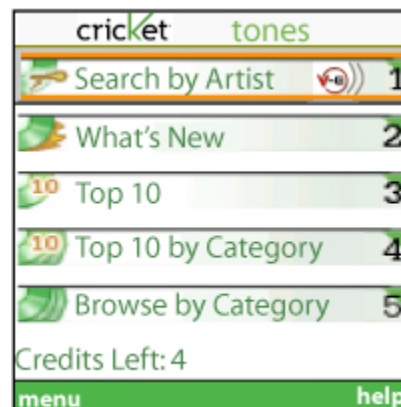 cricket tones
Search by Artist 1
What's New 2
10 Top 10 3
10 Top 10 by Category 4
Browse by Category 5
Credits Left: 4
menu help